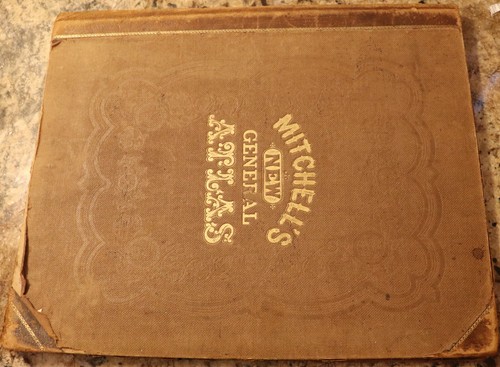 MITCHELL'S
NEW
GENERAL
ATLAS